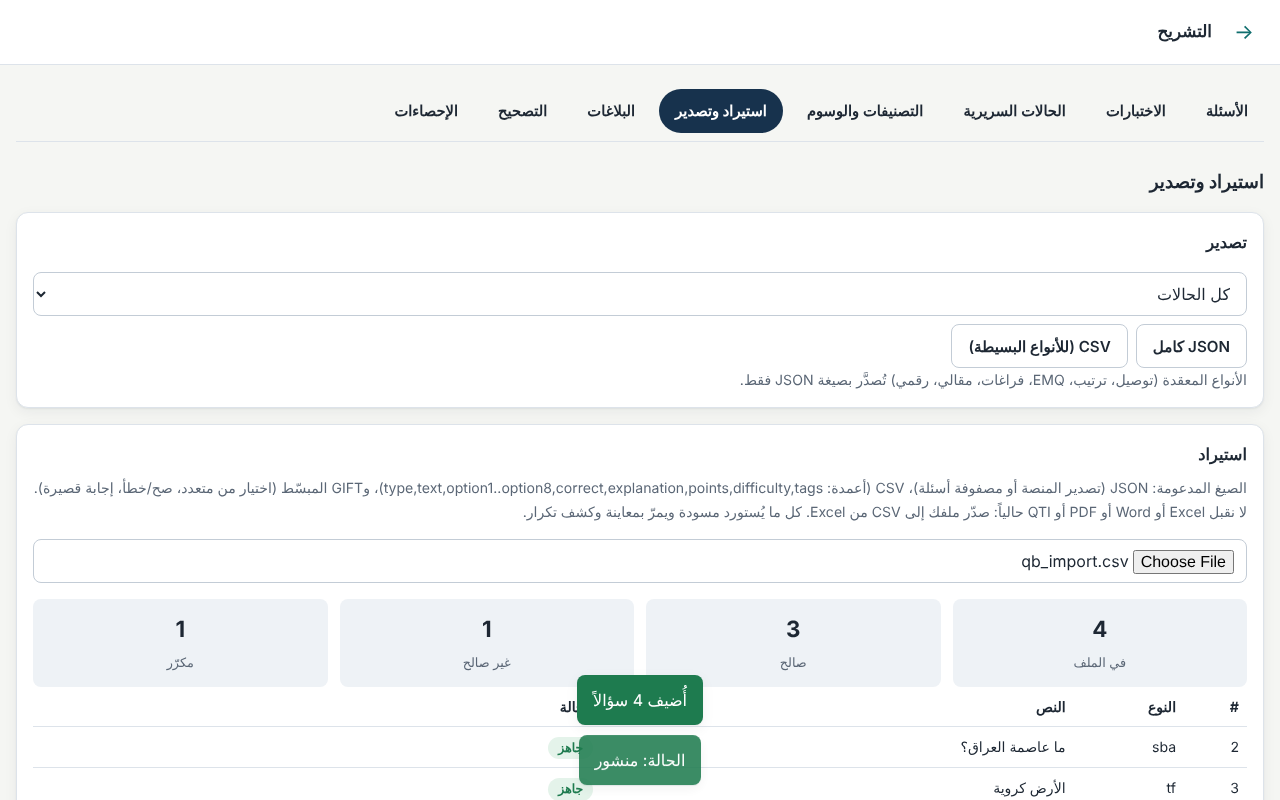 التشريح
الأسئلة
الاختبارات
الحالات السريرية
التصنيفات والوسوم
استيراد وتصدير
البلاغات
التصحيح
الإحصاءات
استيراد وتصدير
تصدير
كل الحالات
JSON كامل
CSV (للأنواع البسيطة)
الأنواع المعقدة (توصيل، ترتيب، EMQ، فراغات، مقالي، رقمي) تُصدَّر بصيغة JSON فقط.
استيراد
الصيغ المدعومة: JSON (تصدير المنصة أو مصفوفة أسئلة)، CSV (أعمدة: type,text,option1..option8,correct,explanation,points,difficulty,tags)، وGIFT المبسّط (اختيار من متعدد، صح/خطأ، إجابة قصيرة).
لا نقبل Excel أو Word أو PDF أو QTI حالياً: صدّر ملفك إلى CSV من Excel. كل ما يُستورد مسودة ويمرّ بمعاينة وكشف تكرار.
Choose File qb_import.csv
4
في الملف
3
صالح
1
غير صالح
1
مكرّر
# النوع النص
أُضيف 4 سؤالاً
2 sba ما عاصمة العراق؟ جاهز
الحالة: منشور
3 tf الأرض كروية جاهز